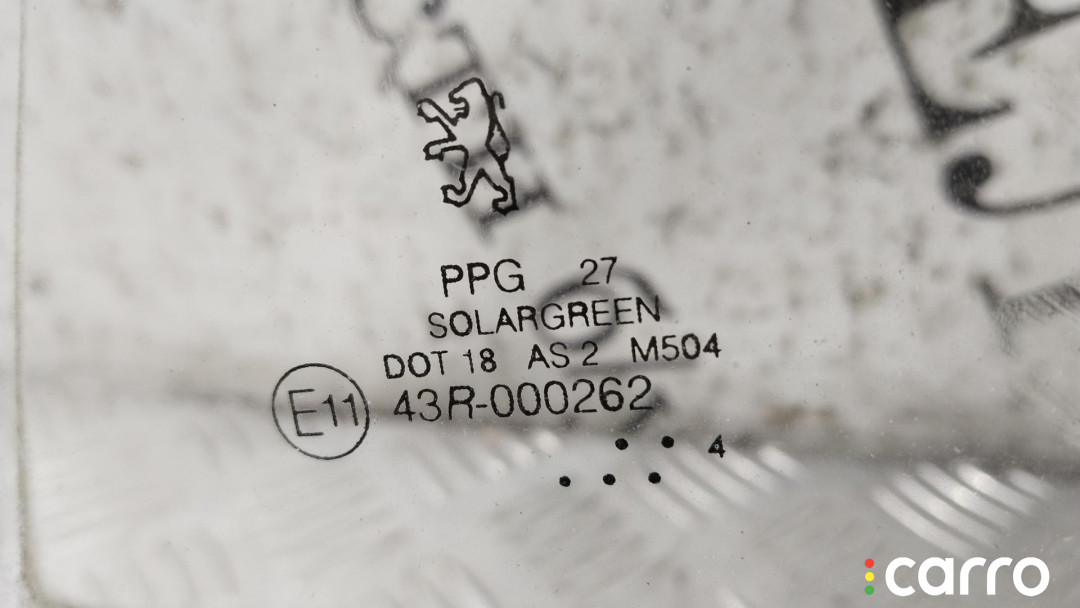 PPG 27
SOLARGREEN
DOT 18 AS 2 M504
E11 43R-000262
4
carro